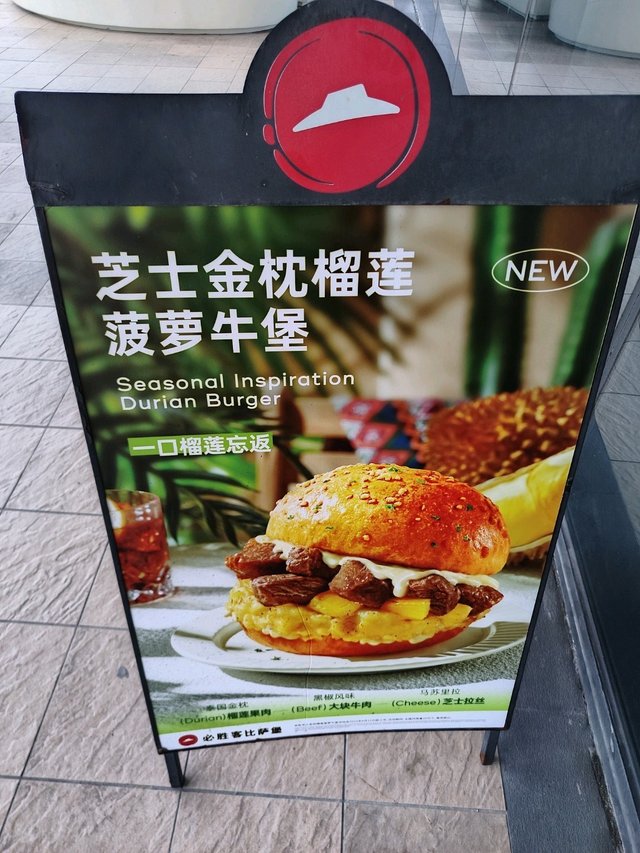 芝士金枕榴莲
菠萝牛堡
NEW
Seasonal Inspiration
Durian Burger
一口榴莲忘返
泰国金枕
(Durian)榴莲果肉
黑椒风味
(Beef)大块牛肉
马苏里拉
(Cheese)芝士拉丝
必胜客比萨堡